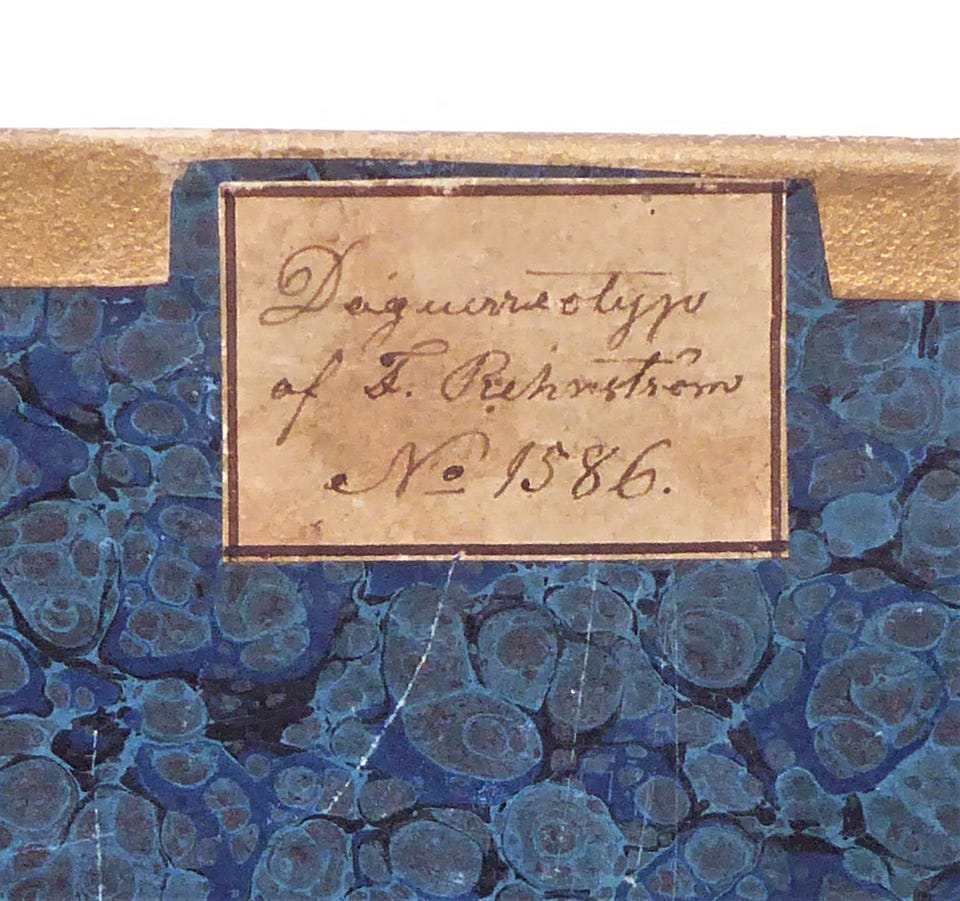 Daguerreotyp
af F. Rehnström
No 1586.